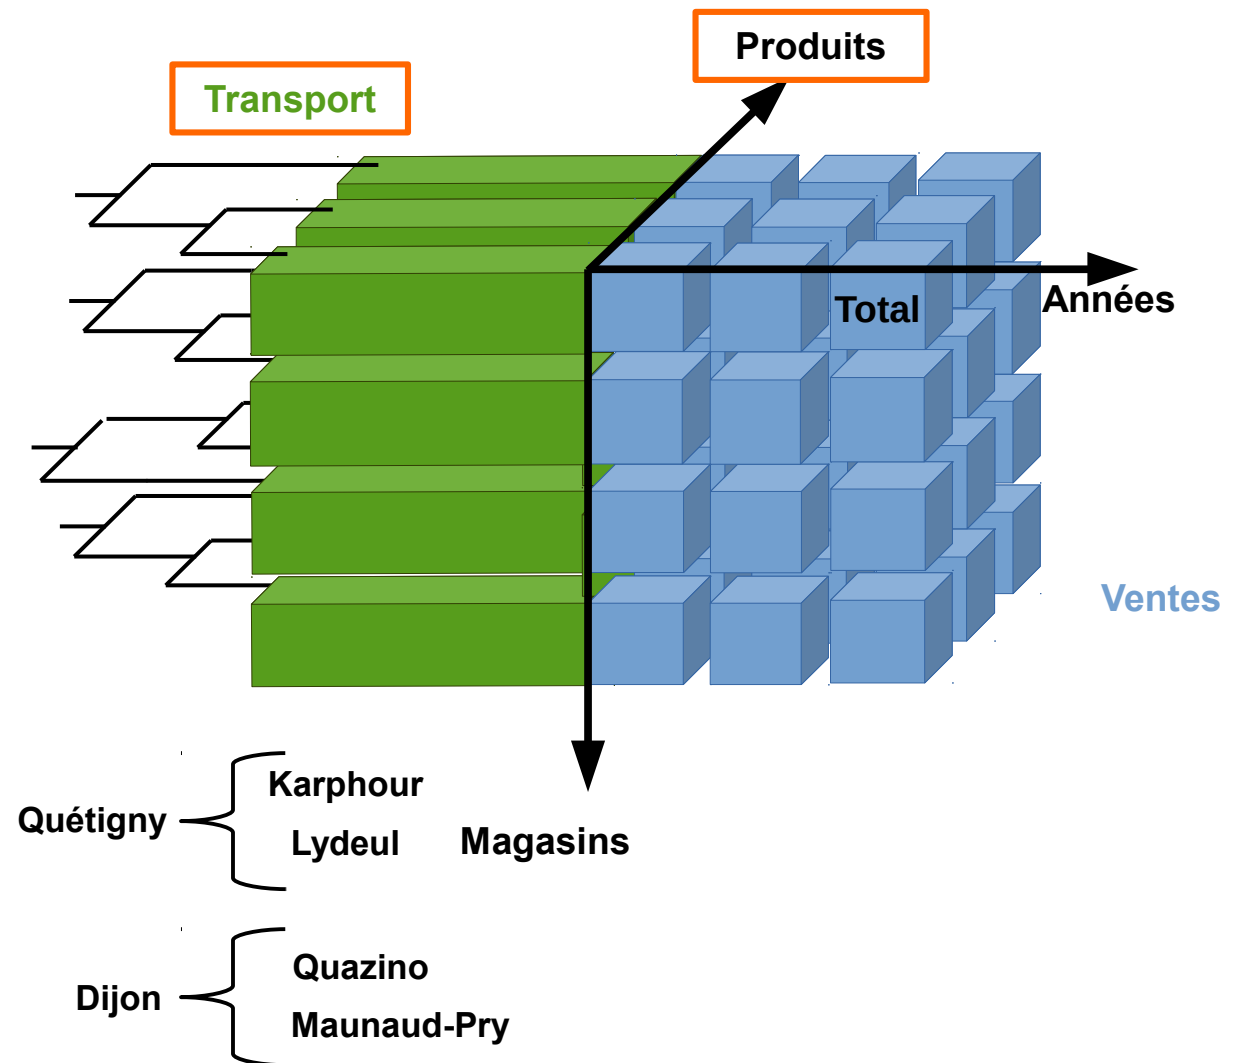 Produits
Transport
Total
Années
Ventes
Karphour
Quétigny
Lydeul
Magasins
Quazino
Dijon
Maunaud-Pry